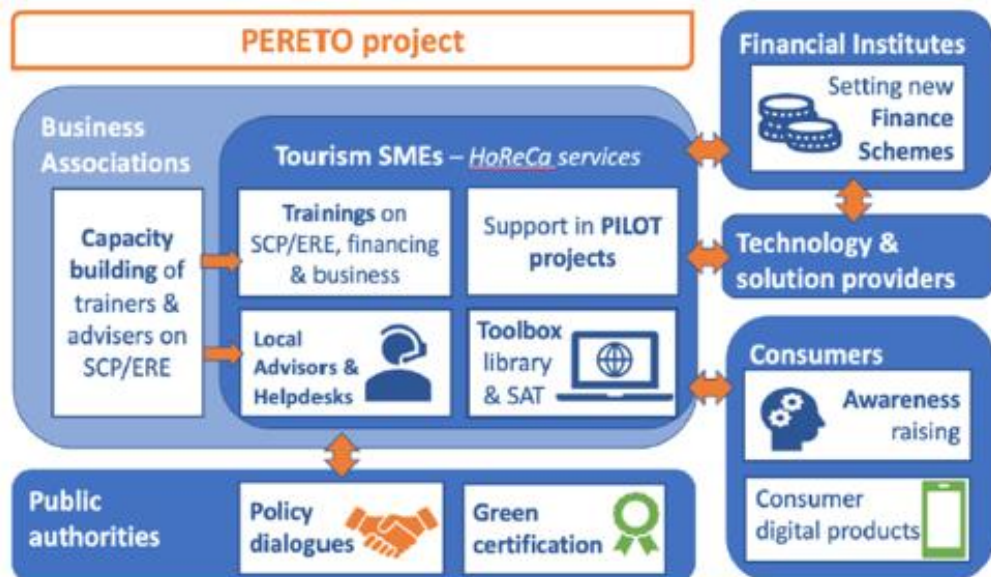 PERETO project
Business
Associations
Capacity
building of
trainers &
advisers on
SCP/ERE
Tourism SMEs – HoReCa services
Trainings on
SCP/ERE, financing
& business
Support in PILOT
projects
Local
Advisors &
Helpdesks
Toolbox
library
& SAT
Financial Institutes
Setting new
Finance
Schemes
Technology &
solution providers
Consumers
Awareness
raising
Consumer
digital products
Public
authorities
Policy
dialogues
Green
certification